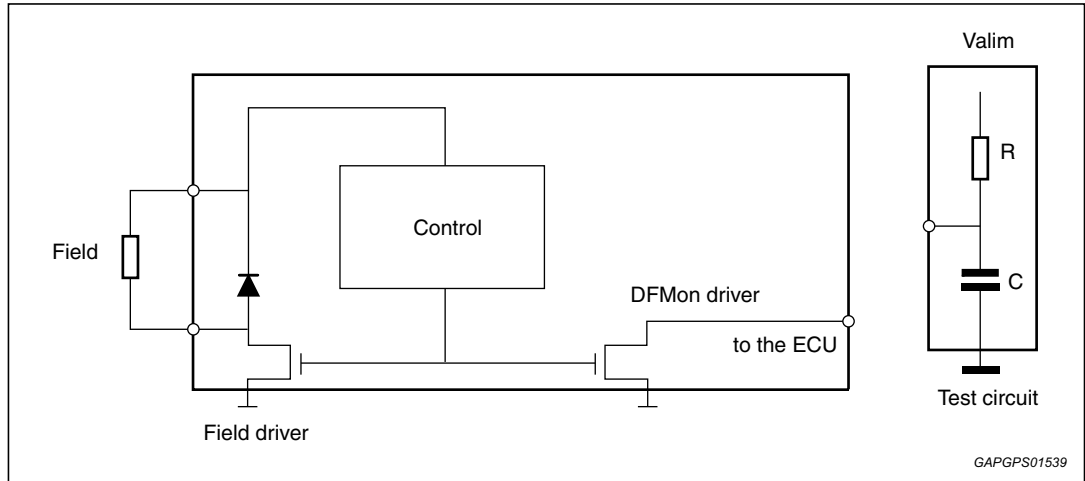 Valim
R
Control
Field
C
DFMon driver
to the ECU
Test circuit
Field driver
GAPGPS01539